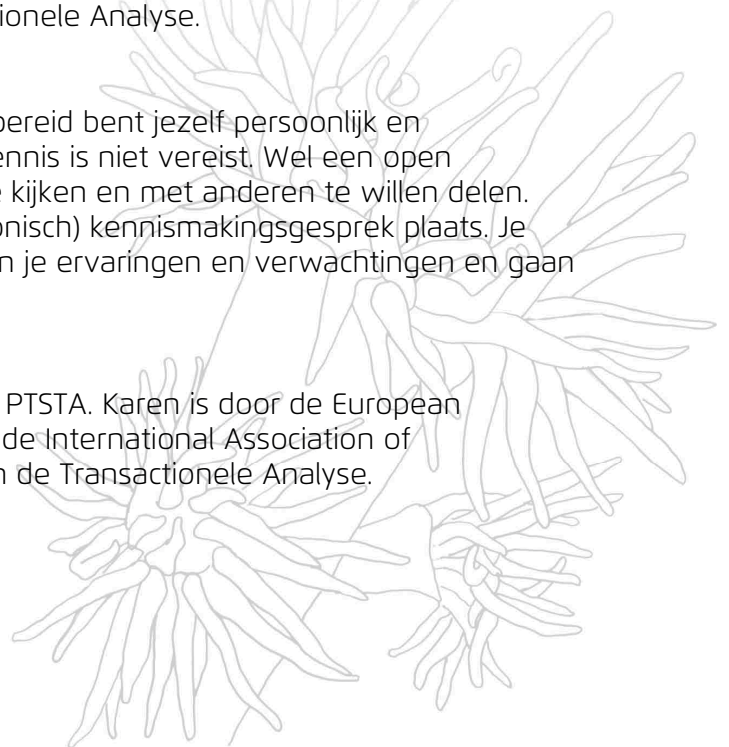 ionele Analyse.
bereid bent jezelf persoonlijk en
ennis is niet vereist. Wel een open
kijken en met anderen te willen delen.
onisch) kennismakingsgesprek plaats. Je
n je ervaringen en verwachtingen en gaan
PTSTA. Karen is door de European
de International Association of
de Transactionele Analyse.